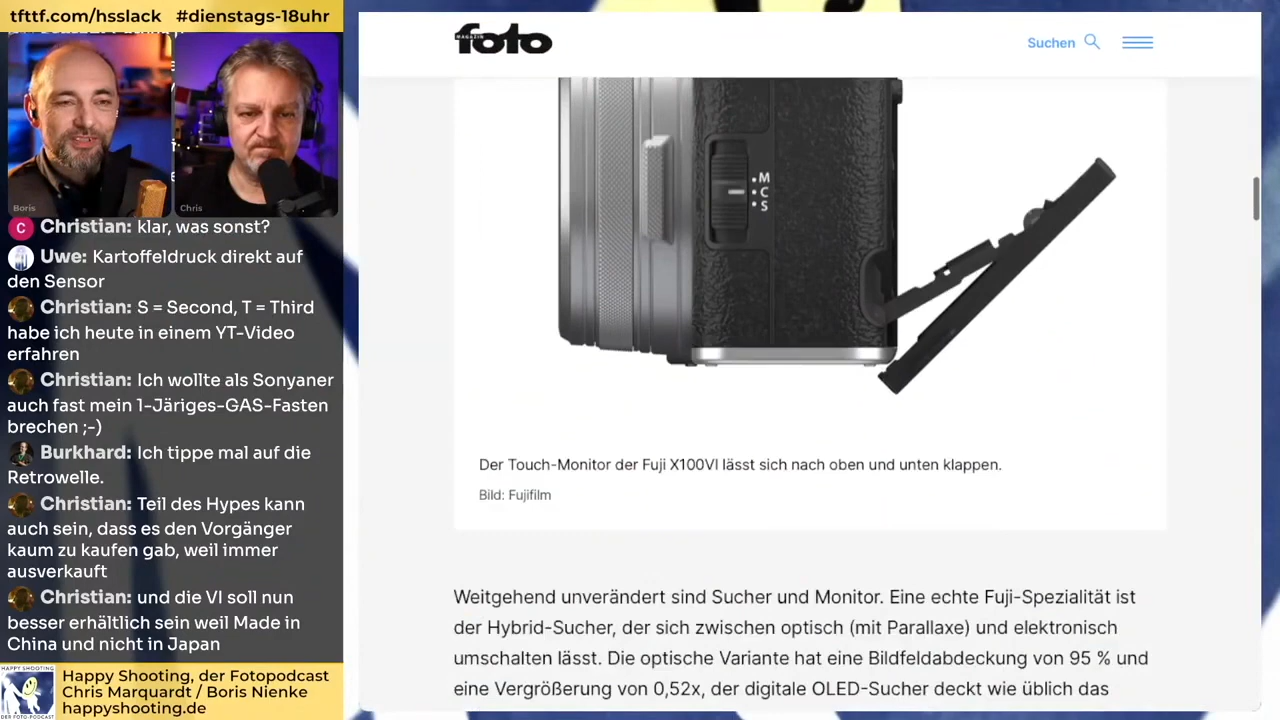 tfttf.com/hsslack #dienstags-18uhr
Boris
Chris
Christian: klar, was sonst?
Uwe: Kartoffeldruck direkt auf
den Sensor
Christian: S = Second, T = Third
habe ich heute in einem YT-Video
erfahren
Christian: Ich wollte als Sonyaner
auch fast mein 1-Järiges-GAS-Fasten
brechen ;-)
Burkhard: Ich tippe mal auf die
Retrowelle.
Christian: Teil des Hypes kann
auch sein, dass es den Vorgänger
kaum zu kaufen gab, weil immer
ausverkauft
Christian: und die VI soll nun
besser erhältlich sein weil Made in
China und nicht in Japan
HAPPY SHOOTING
DER FOTO-PODCAST
Happy Shooting, der Fotopodcast
Chris Marquardt / Boris Nienke
happyshooting.de
MAGAZIN
foto
Suchen
M
C
S
Der Touch-Monitor der Fuji X100VI lässt sich nach oben und unten klappen.
Bild: Fujifilm
Weitgehend unverändert sind Sucher und Monitor. Eine echte Fuji-Spezialität ist
der Hybrid-Sucher, der sich zwischen optisch (mit Parallaxe) und elektronisch
umschalten lässt. Die optische Variante hat eine Bildfeldabdeckung von 95 % und
eine Vergrößerung von 0,52x, der digitale OLED-Sucher deckt wie üblich das